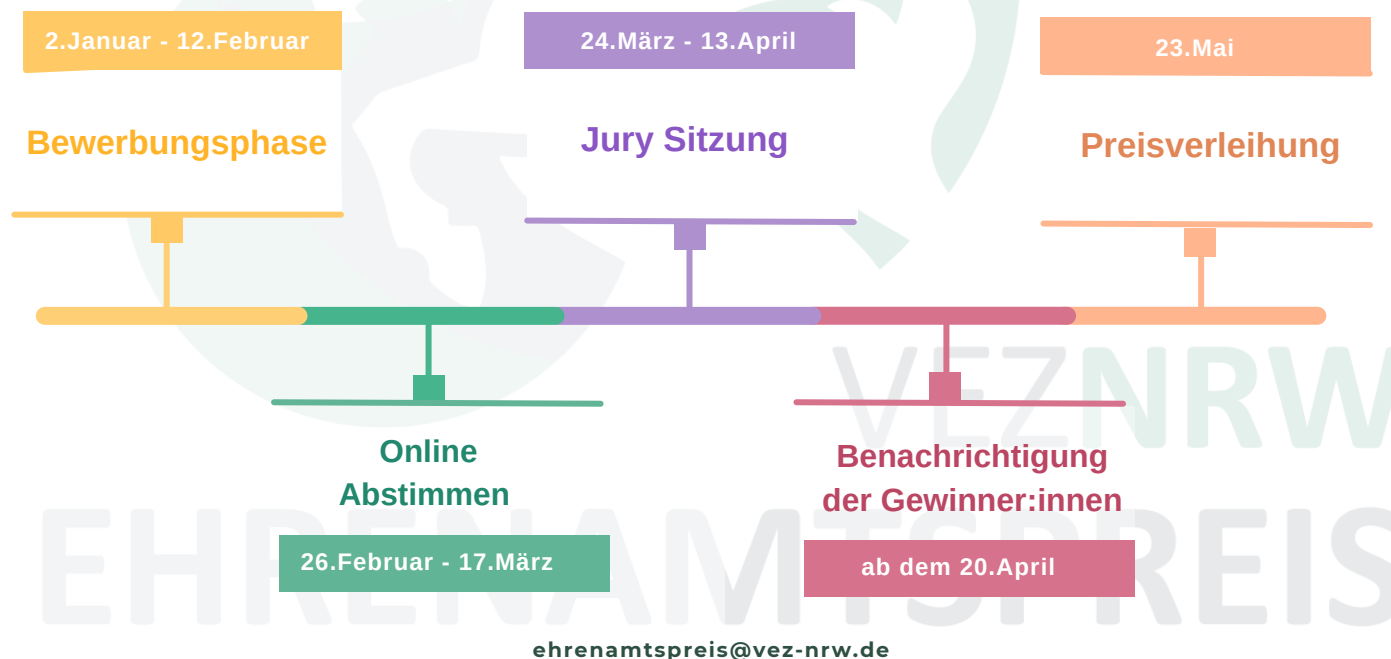 2.Januar - 12.Februar
Bewerbungsphase
24.März - 13.April
Jury Sitzung
23.Mai
Preisverleihung
Online
Abstimmen
26.Februar - 17.März
Benachrichtigung
der Gewinner:innen
ab dem 20.April
VEZNRW
EHRENAMTSPREIS
ehrenamtspreis@vez-nrw.de